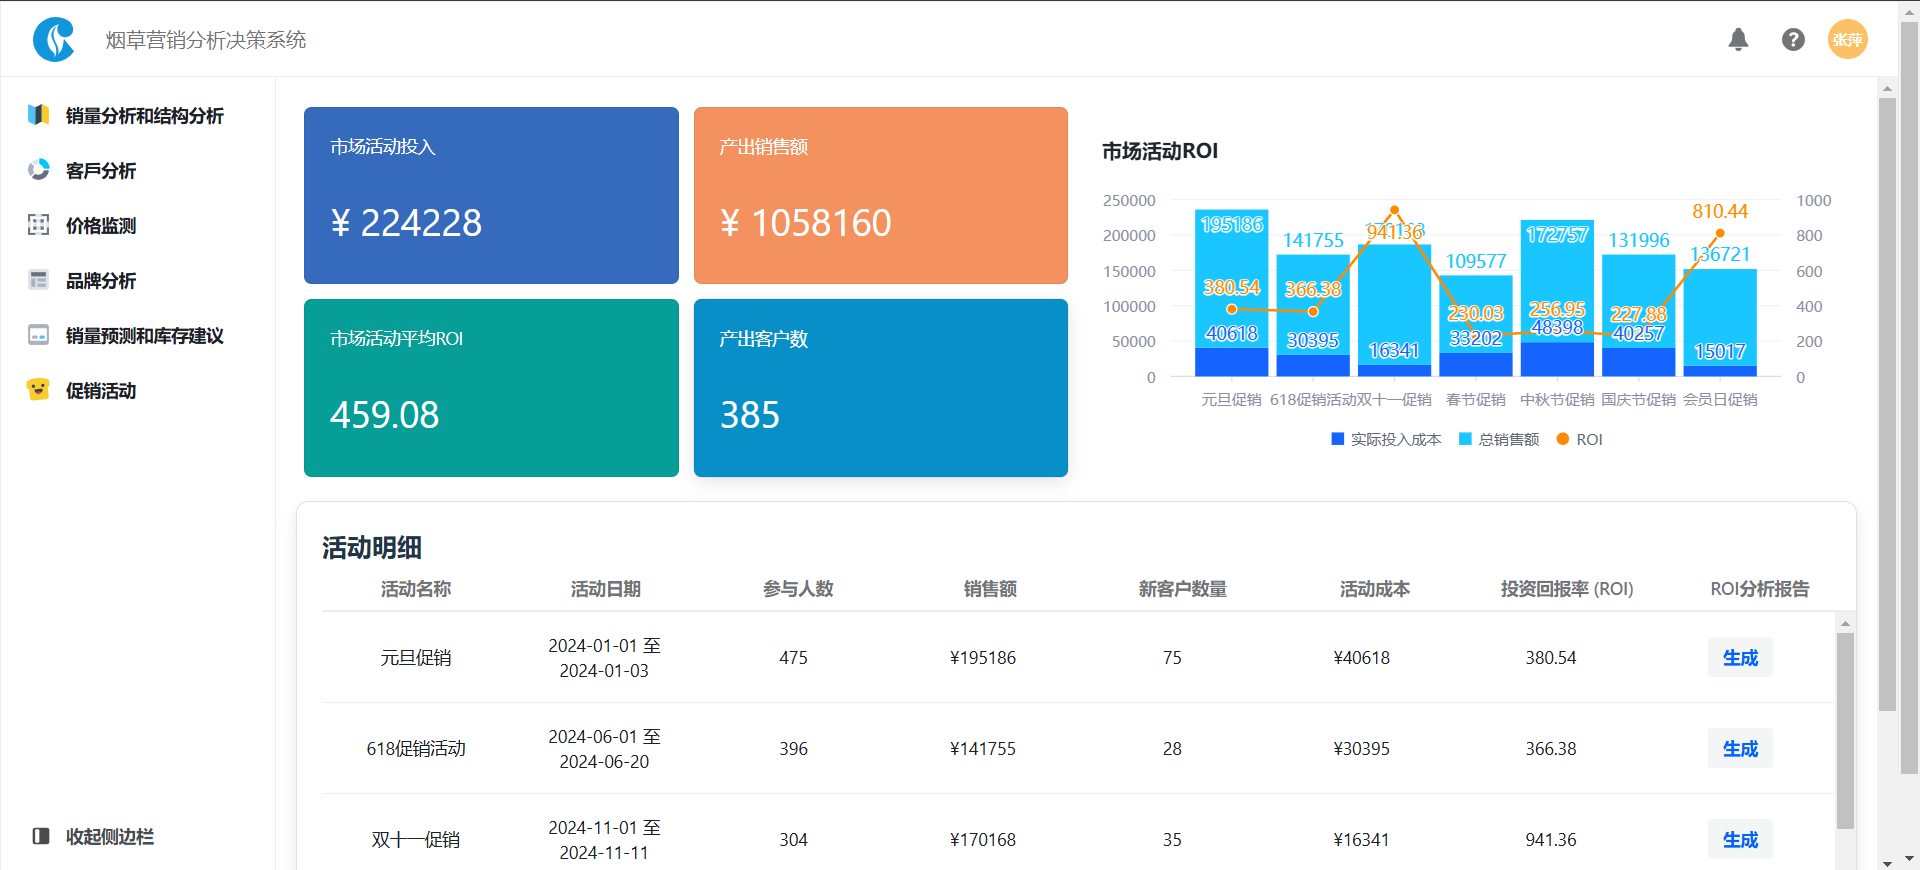 烟草营销分析决策系统
张萍
销量分析和结构分析
客戶分析
价格监测
品牌分析
销量预测和库存建议
促销活动
收起侧边栏
市场活动投入
¥ 224228
产出销售额
¥ 1058160
市场活动平均ROI
459.08
产出客户数
385
市场活动ROI
250000
200000
150000
100000
50000
0
1000
800
600
400
200
0
195186
141755
941.36
109577
172757
131996
136721
810.44
380.54
366.38
230.03
256.95
227.88
40618
30395
16341
33202
48398
40257
15017
元旦促销
618促销活动
双十一促销
春节促销
中秋节促销
国庆节促销
会员日促销
实际投入成本
总销售额
ROI
活动明细
活动名称 活动日期 参与人数 销售额 新客户数量 活动成本 投资回报率 (ROI) ROI分析报告
元旦促销 2024-01-01 至 475 ¥195186 75 ¥40618 380.54 生成
2024-01-03
618促销活动 2024-06-01 至 396 ¥141755 28 ¥30395 366.38 生成
2024-06-20
双十一促销 2024-11-01 至 304 ¥170168 35 ¥16341 941.36 生成
2024-11-11